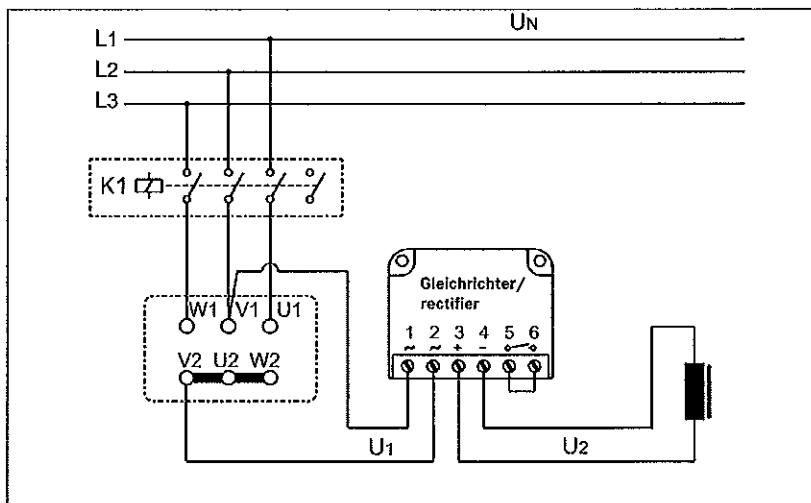 UN
L1
L2
L3
K1
W1 V1 U1
V2 U2 W2
Gleichrichter/
rectifier
1 2 3 4 5 6
~ ~ + −
U1
U2